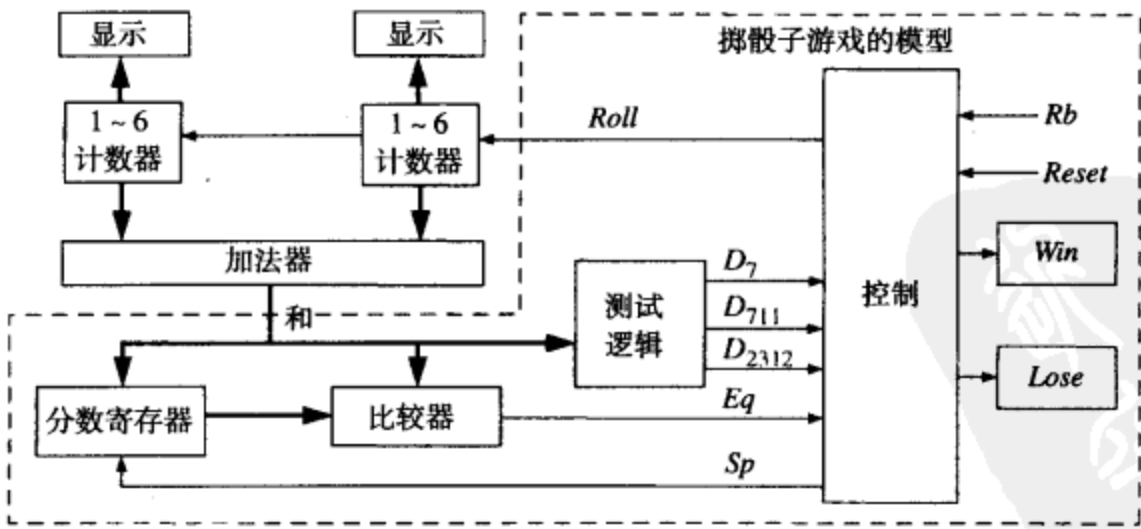 显示
显示
掷骰子游戏的模型
1~6
计数器
1~6
计数器
Roll
Rb
Reset
加法器
和
测试
逻辑
D7
D711
D2312
控制
Win
Lose
分数寄存器
比较器
Eq
Sp